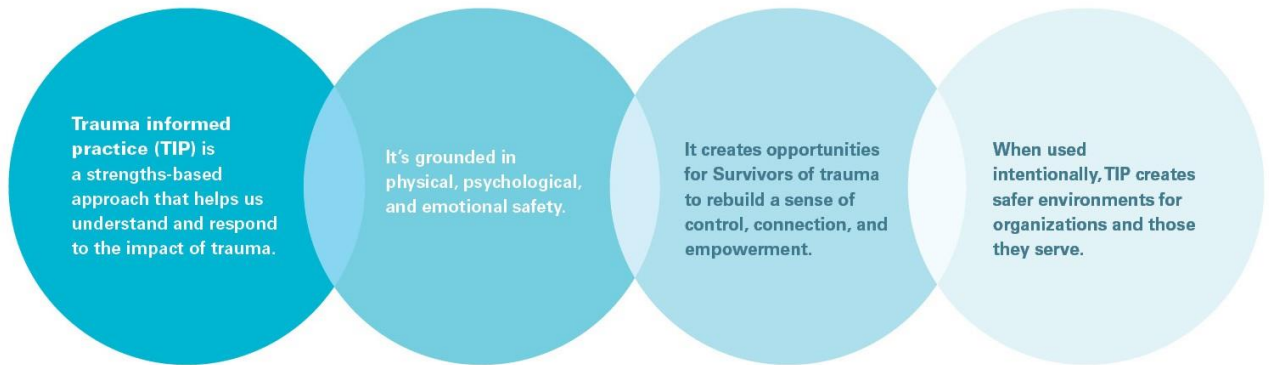 Trauma informed
practice (TIP) is
a strengths-based
approach that helps us
understand and respond
to the impact of trauma.
It's grounded in
physical, psychological,
and emotional safety.
It creates opportunities
for Survivors of trauma
to rebuild a sense of
control, connection, and
empowerment.
When used
intentionally, TIP creates
safer environments for
organizations and those
they serve.